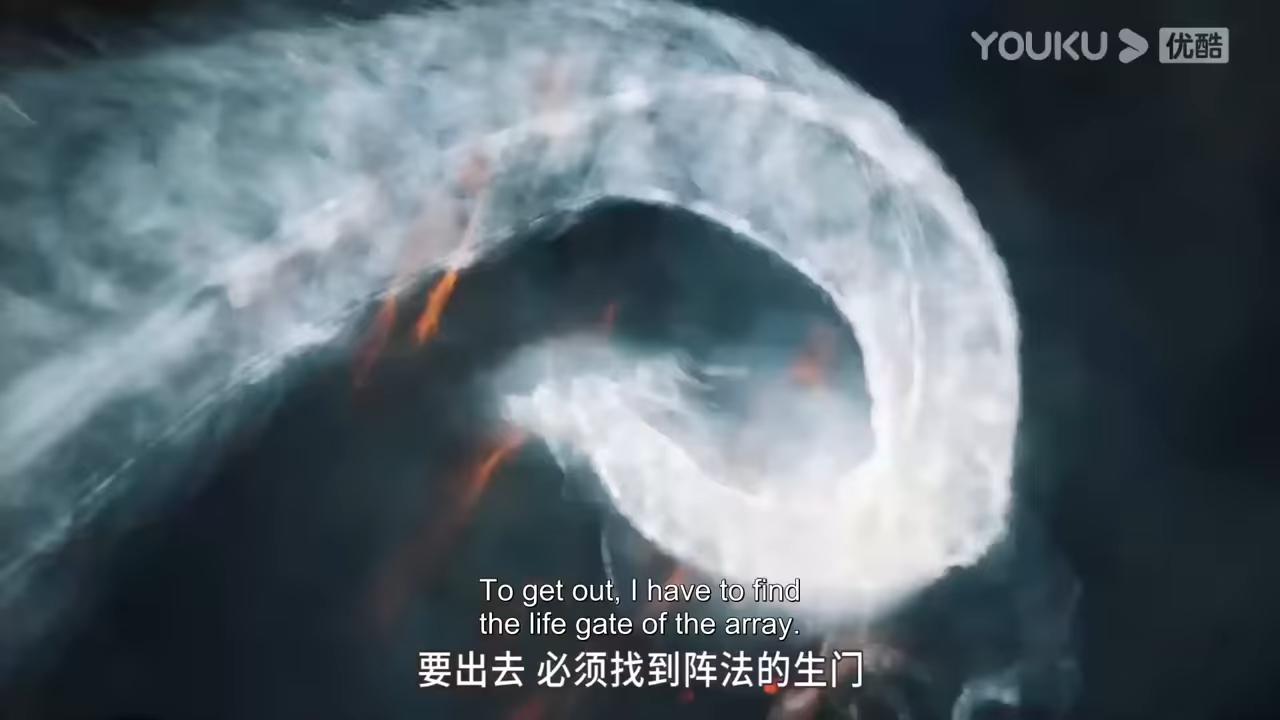 YOUKU 优酷
To get out, I have to find
the life gate of the array.
要出去 必须找到阵法的生门